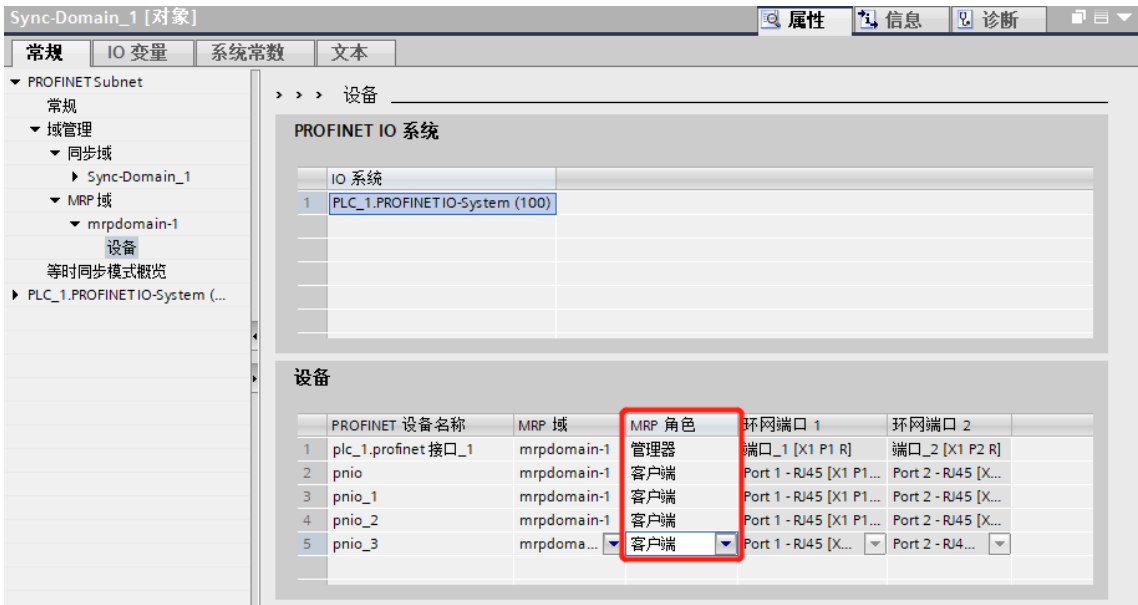 Sync-Domain_1 [对象]
属性
信息
诊断
常规
IO 变量
系统常数
文本
PROFINET Subnet
常规
域管理
同步域
Sync-Domain_1
MRP 域
mrpdomain-1
设备
等时同步模式概览
PLC_1.PROFINET IO-System (...
› › › 设备
PROFINET IO 系统
IO 系统
1 PLC_1.PROFINET IO-System (100)
设备
PROFINET 设备名称 MRP 域 MRP 角色 环网端口 1 环网端口 2
1 plc_1.profinet 接口_1 mrpdomain-1 管理器 端口_1 [X1 P1 R] 端口_2 [X1 P2 R]
2 pnio mrpdomain-1 客户端 Port 1 - RJ45 [X1 P1... Port 2 - RJ45 [X...
3 pnio_1 mrpdomain-1 客户端 Port 1 - RJ45 [X1 P1... Port 2 - RJ45 [X...
4 pnio_2 mrpdomain-1 客户端 Port 1 - RJ45 [X1 P1... Port 2 - RJ45 [X...
5 pnio_3 mrpdoma... 客户端 Port 1 - RJ45 [X... Port 2 - RJ4...